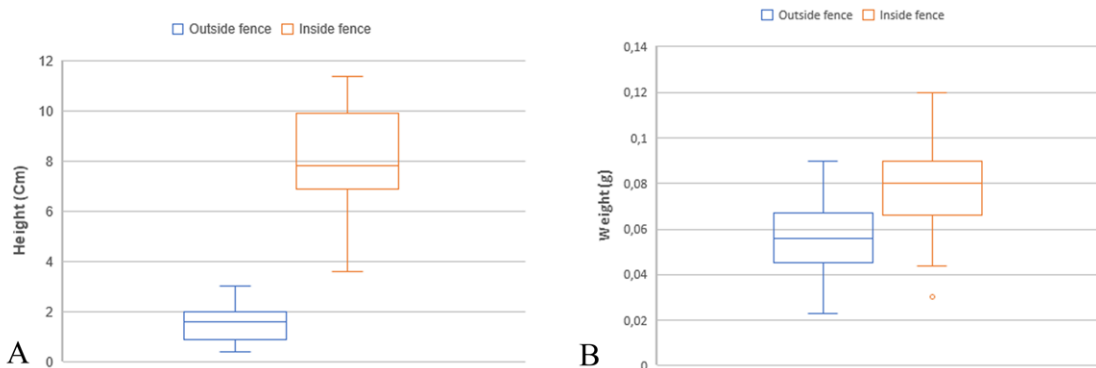 Outside fence Inside fence
12
10
8
6
4
2
0
Height (Cm)
A
Outside fence Inside fence
0,14
0,12
0,1
0,08
0,06
0,04
0,02
0
Weight (g)
B